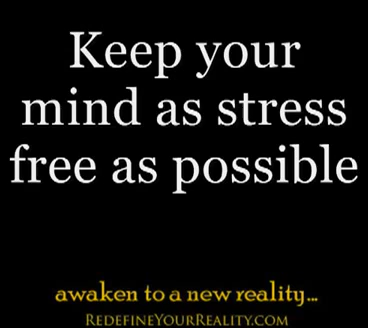 Keep your
mind as stress
free as possible
awaken to a new reality...
REDEFINEYOURREALITY.COM